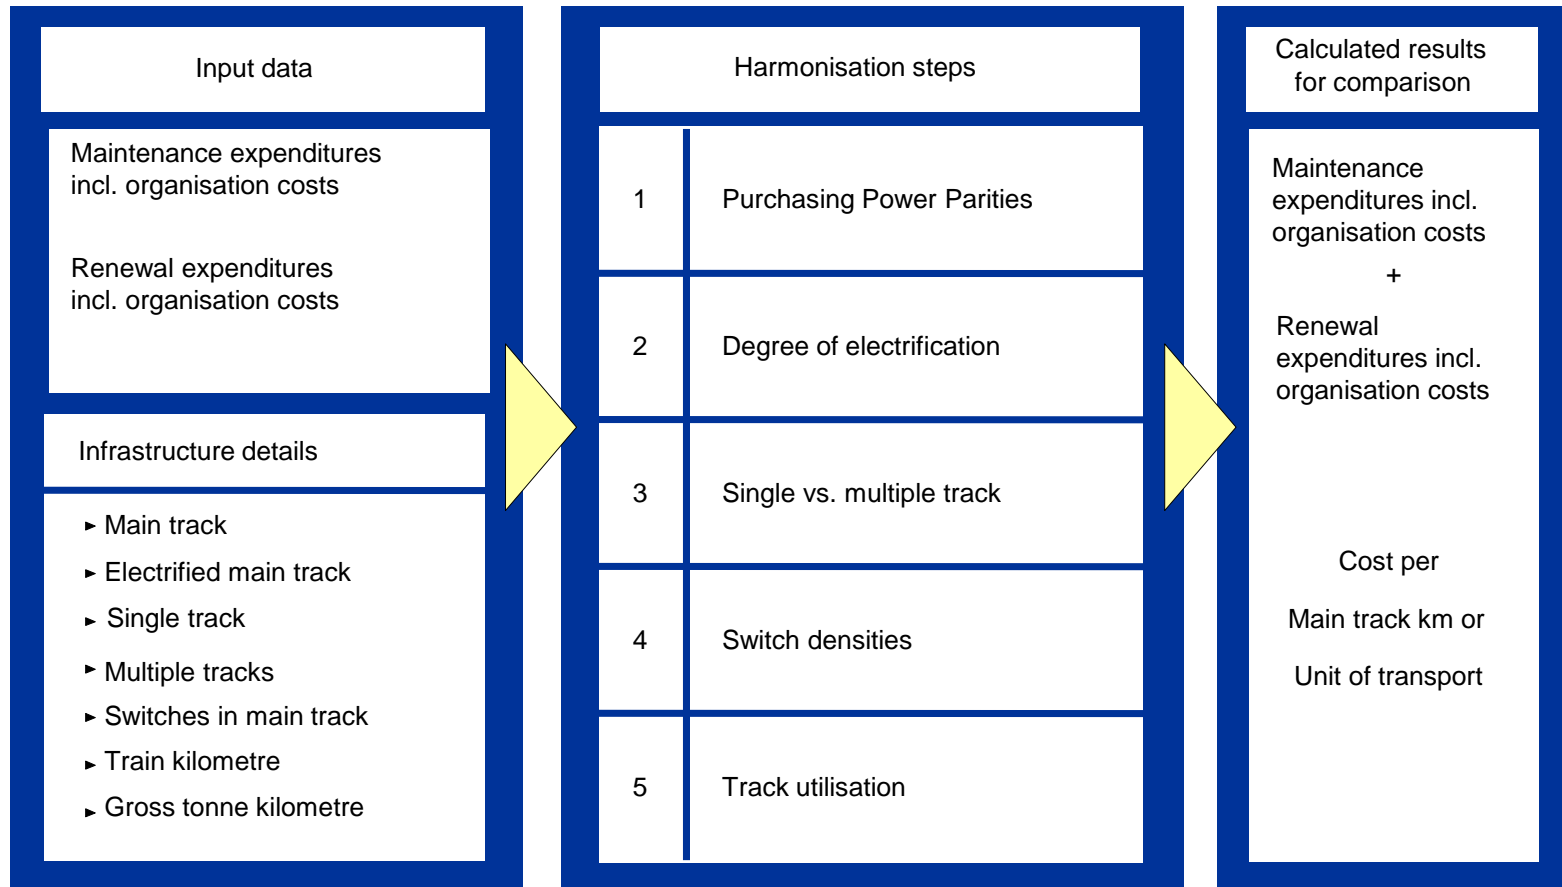 Input data
Maintenance expenditures
incl. organisation costs
Renewal expenditures
incl. organisation costs
Infrastructure details
Main track
Electrified main track
Single track
Multiple tracks
Switches in main track
Train kilometre
Gross tonne kilometre
Harmonisation steps
1 Purchasing Power Parities
2 Degree of electrification
3 Single vs. multiple track
4 Switch densities
5 Track utilisation
Calculated results
for comparison
Maintenance
expenditures incl.
organisation costs
+
Renewal
expenditures incl.
organisation costs
Cost per
Main track km or
Unit of transport